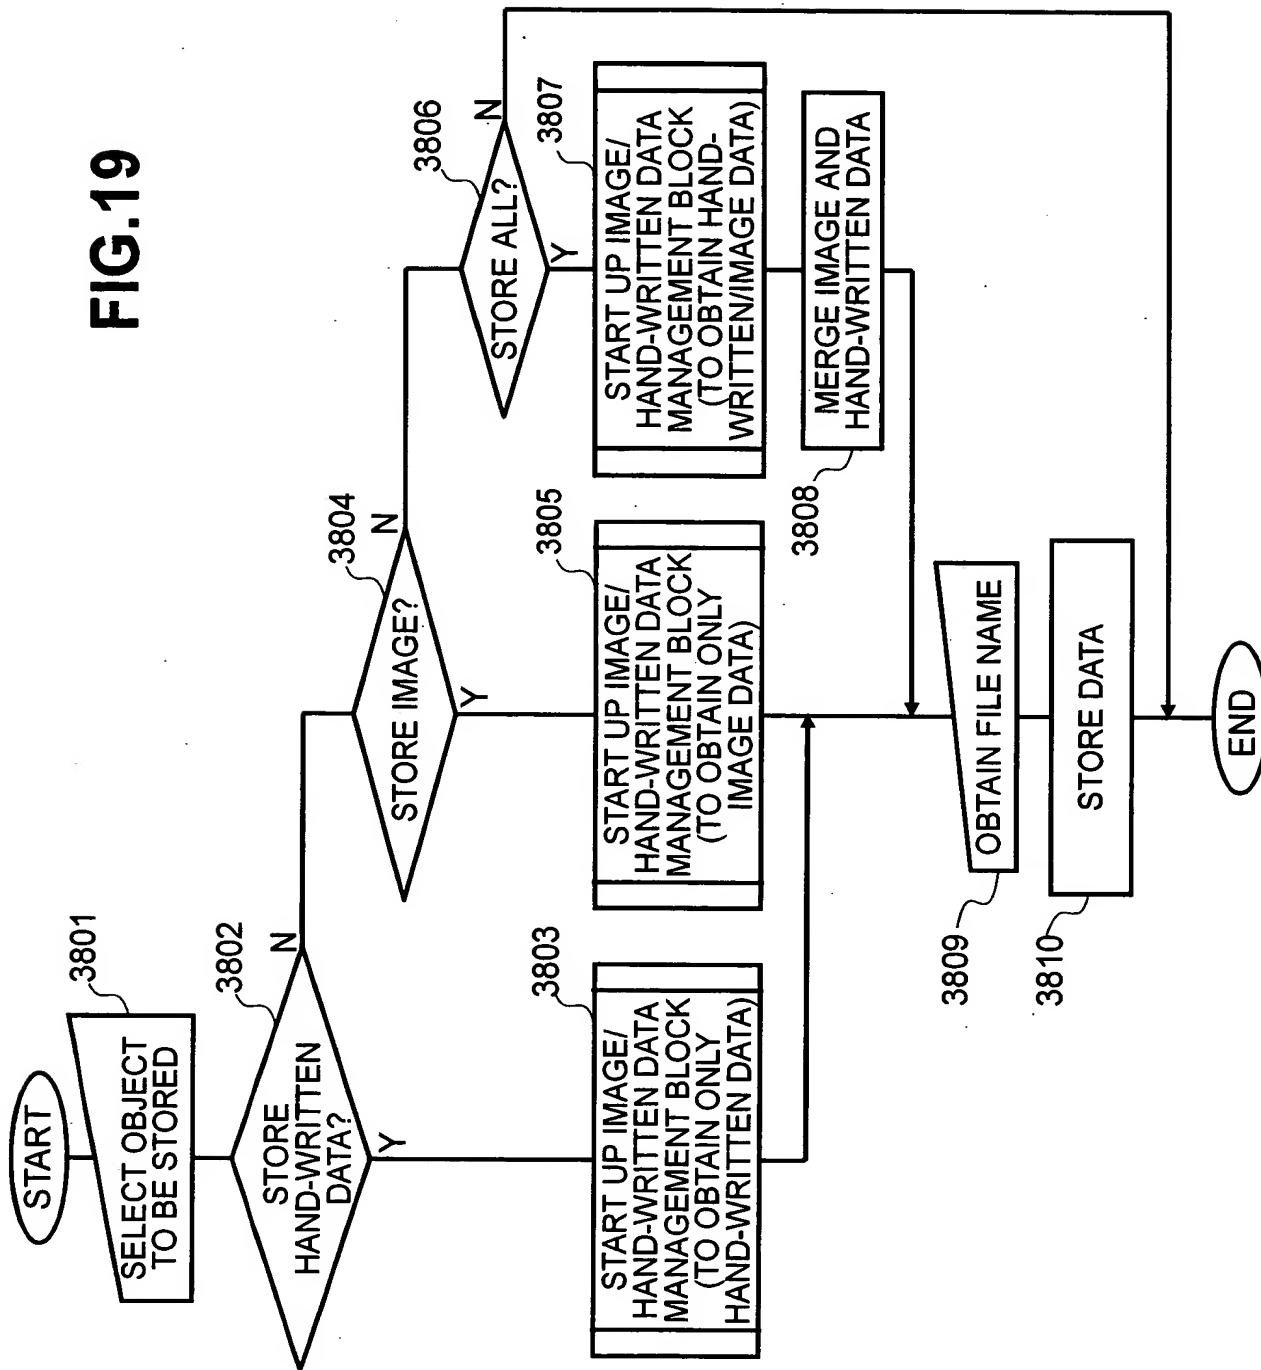 FIG.19
START
3801
SELECT OBJECT
TO BE STORED
3802
STORE
HAND-WRITTEN
DATA?
N
Y
3803
START UP IMAGE/
HAND-WRITTEN DATA
MANAGEMENT BLOCK
(TO OBTAIN ONLY
HAND-WRITTEN DATA)
3804
STORE IMAGE?
N
Y
3805
START UP IMAGE/
HAND-WRITTEN DATA
MANAGEMENT BLOCK
(TO OBTAIN ONLY
IMAGE DATA)
3806
STORE ALL?
N
Y
3807
START UP IMAGE/
HAND-WRITTEN DATA
MANAGEMENT BLOCK
(TO OBTAIN HAND-
WRITTEN/IMAGE DATA)
3808
MERGE IMAGE AND
HAND-WRITTEN DATA
3809
OBTAIN FILE NAME
3810
STORE DATA
END